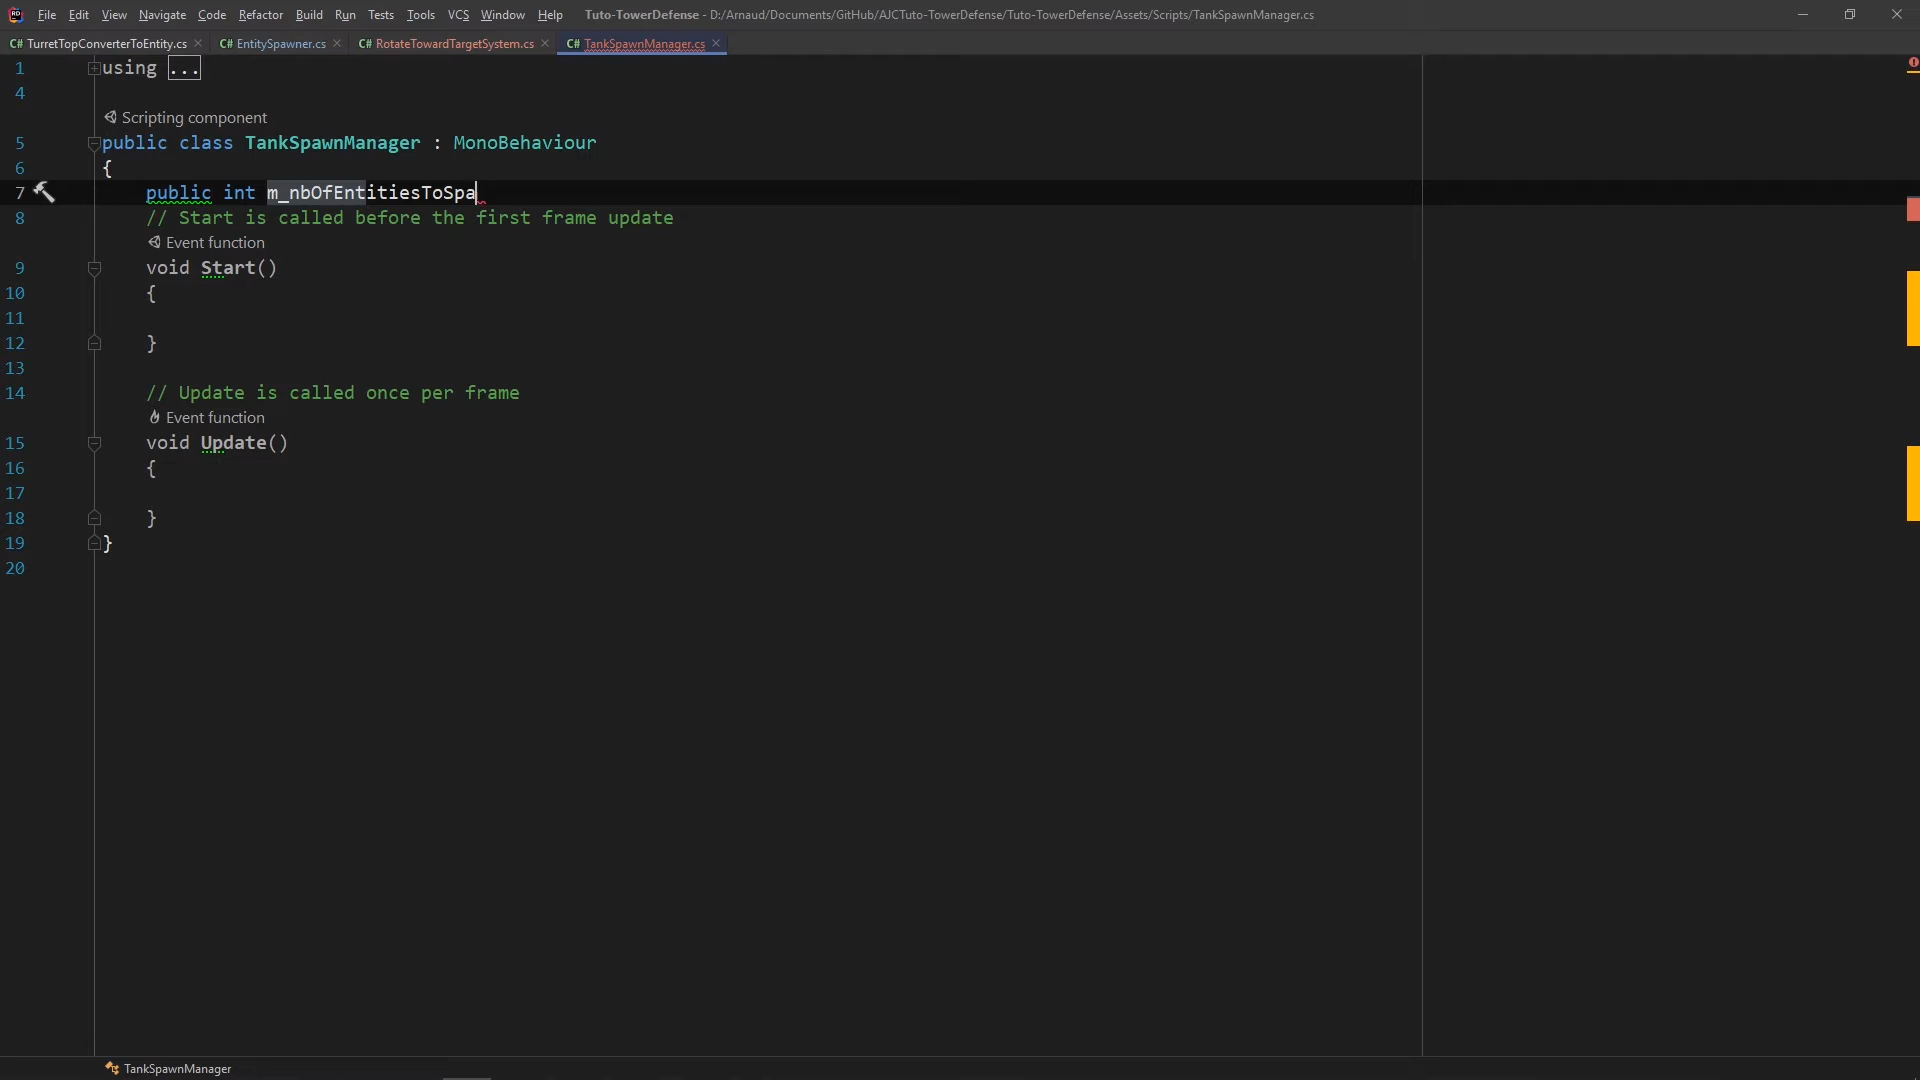 File Edit View Navigate Code Refactor Build Run Tests Tools VCS Window Help Tuto-TowerDefense - D:/Arnaud/Documents/GitHub/AJCTuto-TowerDefense/Tuto-TowerDefense/Assets/Scripts/TankSpawnManager.cs
C# TurretTopConverterToEntity.cs C# EntitySpawner.cs C# RotateTowardTargetSystem.cs C# TankSpawnManager.cs
1 using ...
4
Scripting component
5 public class TankSpawnManager : MonoBehaviour
6 {
7 public int m_nbOfEntitiesToSpa
8 // Start is called before the first frame update
Event function
9 void Start()
10 {
11
12 }
13
14 // Update is called once per frame
Event function
15 void Update()
16 {
17
18 }
19 }
20
TankSpawnManager